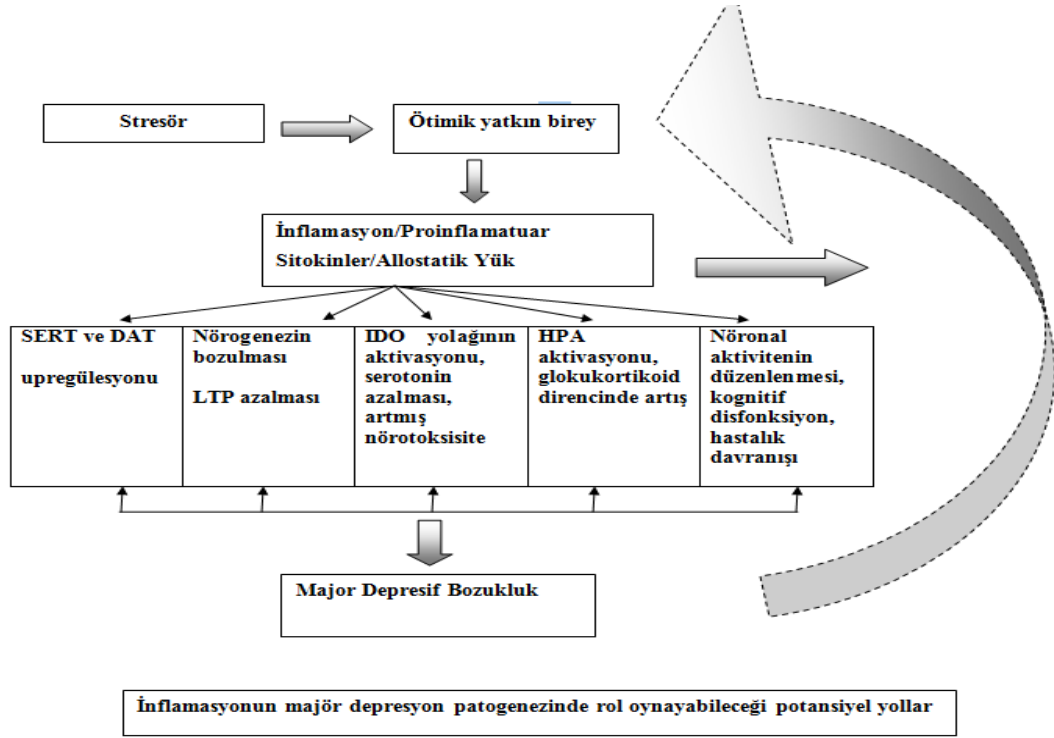 Stresör
Ötimik yatkın birey
İnflamasyon/Proinflamatuar
Sitokinler/Allostatik Yük
SERT ve DAT
upregülesyonu
Nörogenezin
bozulması
LTP azalması
IDO yolağının
aktivasyonu,
serotonin
azalması,
artmış
nörotoksisite
HPA
aktivasyonu,
glokukortikoid
direncinde artış
Nöronal
aktivitenin
düzenlenmesi,
kognitif
disfonksiyon,
hastalık
davranışı
Major Depresif Bozukluk
İnflamasyonun majör depresyon patogenezinde rol oynayabileceği potansiyel yollar